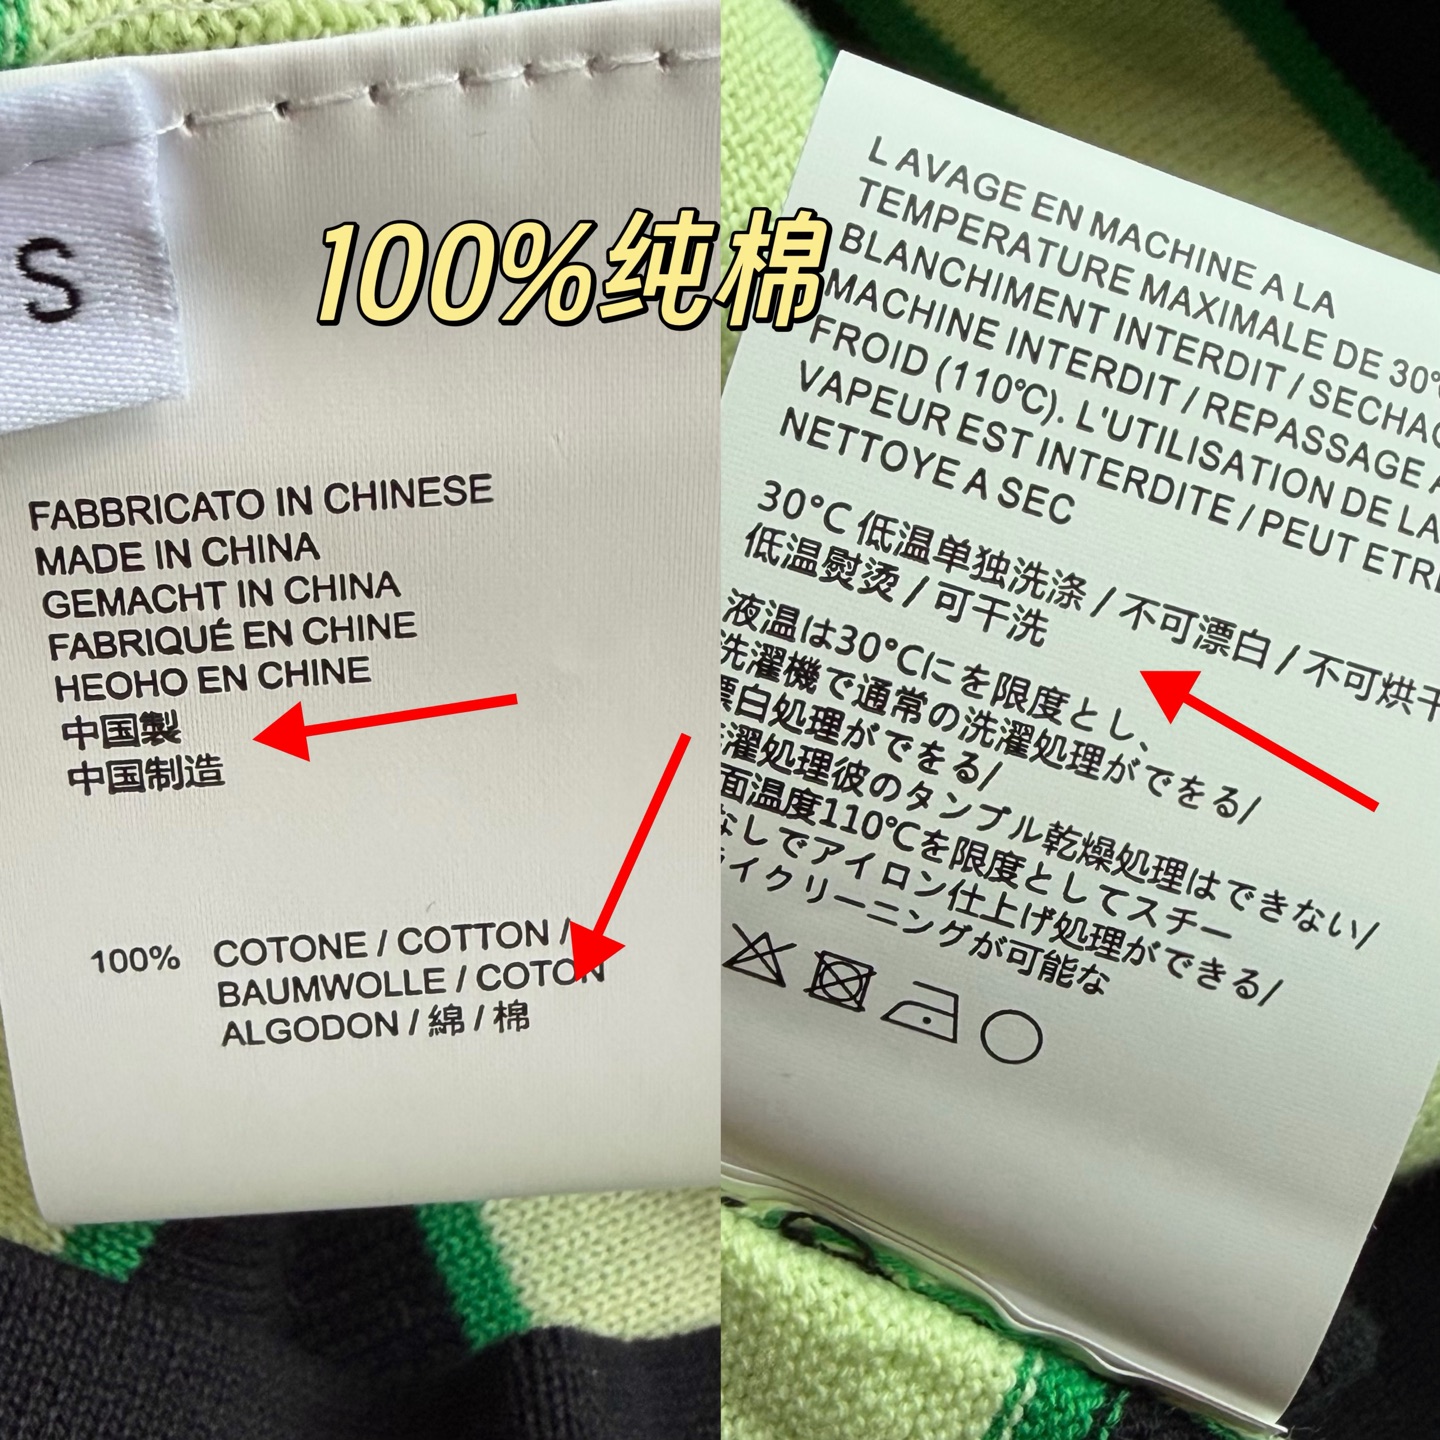 100%纯棉
S
FABBRICATO IN CHINESE
MADE IN CHINA
GEMACHT IN CHINA
FABRIQUÉ EN CHINE
HEOHO EN CHINE
中国製
中国制造
100% COTONE / COTTON /
BAUMWOLLE / COTON
ALGODON / 綿 / 棉
LAVAGE EN MACHINE A LA
TEMPERATURE MAXIMALE DE 30°
BLANCHIMENT INTERDIT / SECHAG
MACHINE INTERDIT / REPASSAGE A
FROID (110℃). L'UTILISATION DE LA
VAPEUR EST INTERDITE / PEUT ETRE
NETTOYE A SEC
30°C 低温单独洗涤 / 不可漂白 / 不可烘干
低温熨烫 / 可干洗
液温は30℃にを限度とし、
洗濯機で通常の洗濯処理ができる/
漂白処理ができる/
濯処理彼のタンブル乾燥処理はできない/
面温度110℃を限度としてスチー
なしでアイロン仕上げ処理ができる/
イクリーニングが可能な